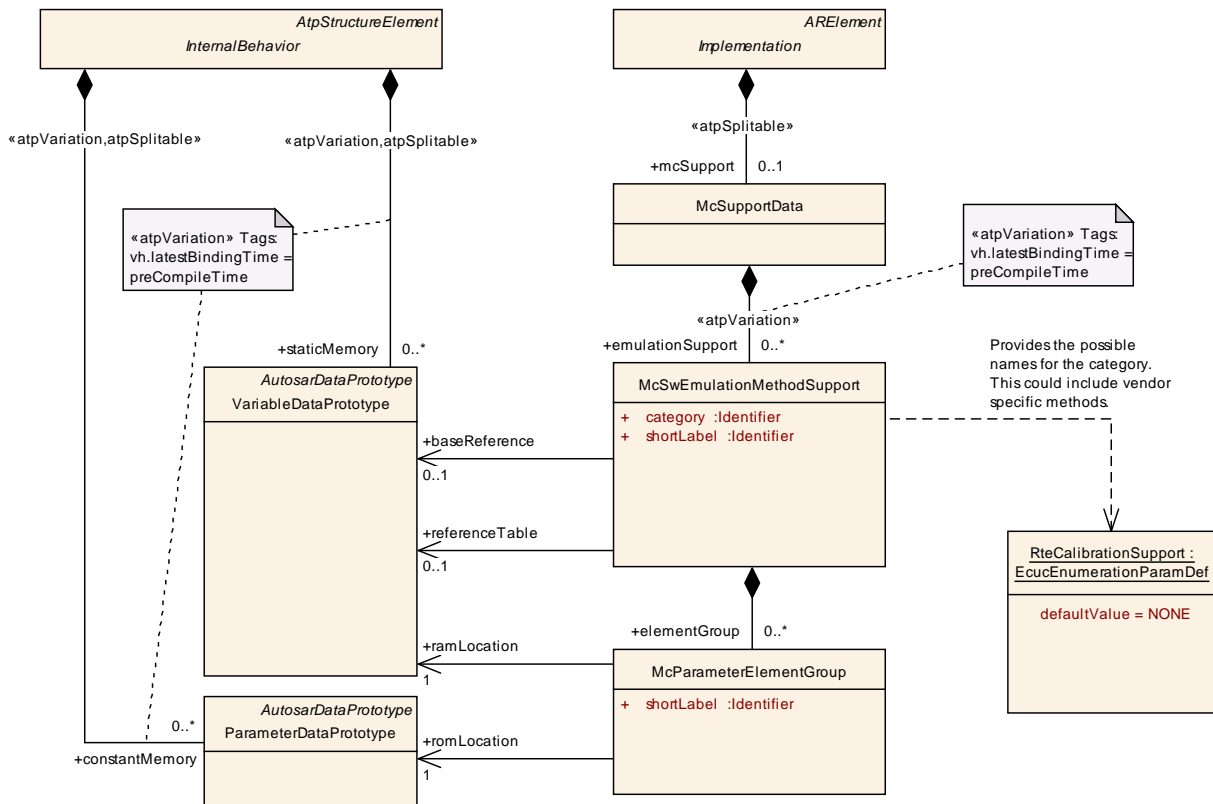 AtpStructureElement
InternalBehavior
ARElement
Implementation
«atpVariation,atpSplitable»
«atpVariation,atpSplitable»
«atpSplitable»
+mcSupport
0..1
McSupportData
«atpVariation» Tags:
vh.latestBindingTime =
preCompileTime
«atpVariation» Tags:
vh.latestBindingTime =
preCompileTime
«atpVariation»
+emulationSupport
0..*
+staticMemory
0..*
Provides the possible
names for the category.
This could include vendor
specific methods.
AutosarDataPrototype
VariableDataPrototype
McSwEmulationMethodSupport
+ category :Identifier
+ shortLabel :Identifier
+baseReference
0..1
+referenceTable
0..1
RteCalibrationSupport :
EcucEnumerationParamDef
defaultValue = NONE
+elementGroup
0..*
+ramLocation
1
McParameterElementGroup
+ shortLabel :Identifier
AutosarDataPrototype
ParameterDataPrototype
0..*
+constantMemory
+romLocation
1